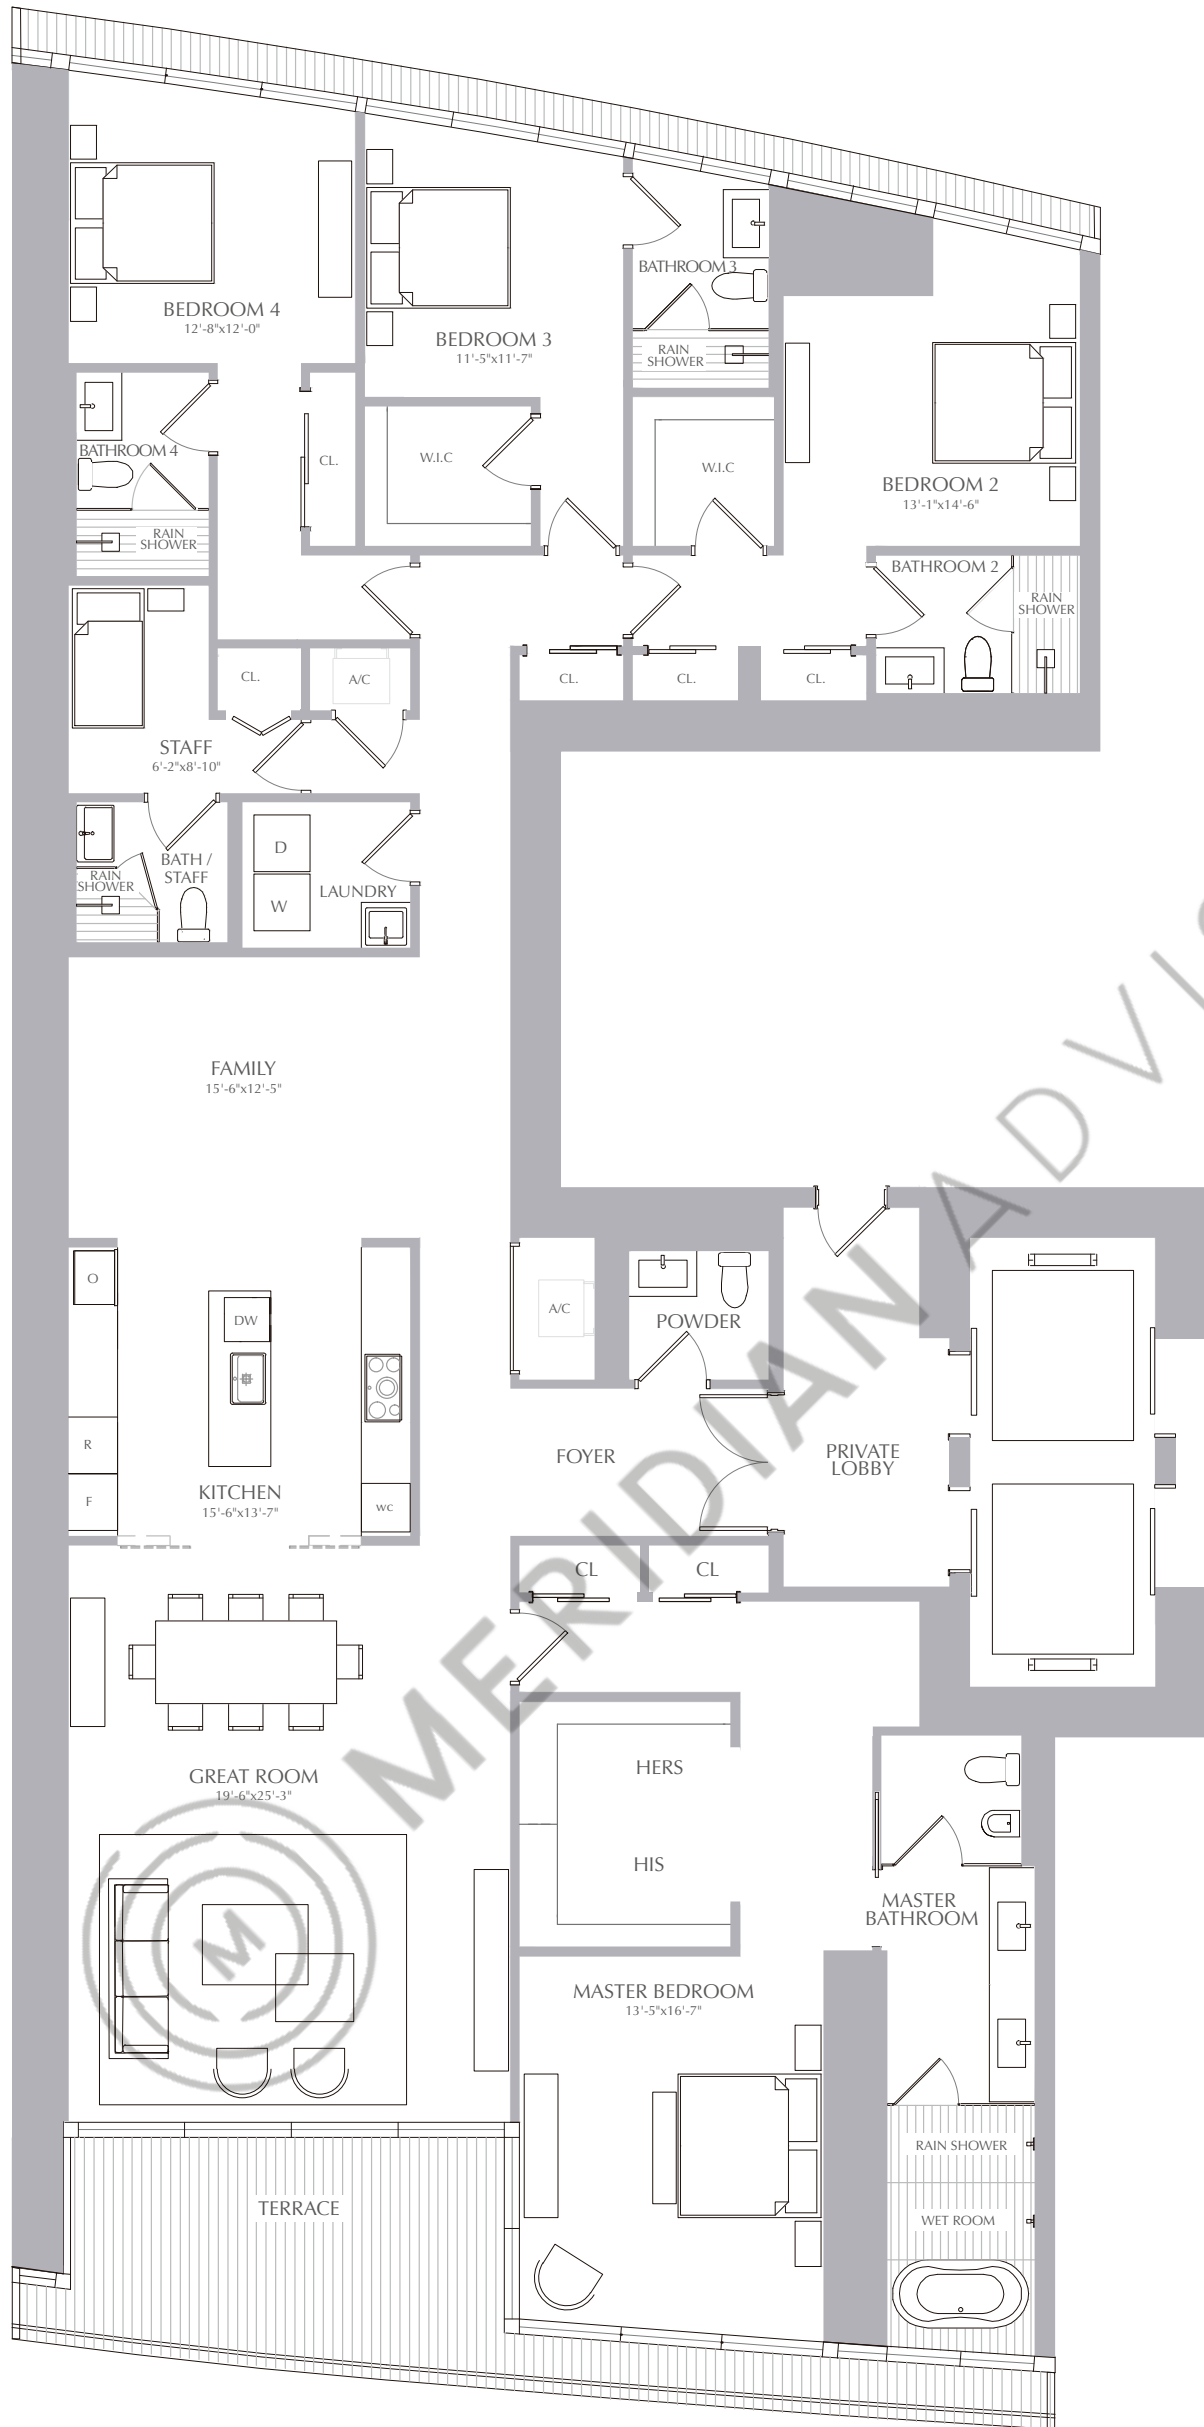 BEDROOM 4
12'-8"x12'-0"
BEDROOM 3
11'-5"x11'-7"
BATHROOM 3
RAIN
SHOWER
BATHROOM 4
RAIN
SHOWER
CL.
W.I.C
W.I.C
BEDROOM 2
13'-1"x14'-6"
BATHROOM 2
RAIN
SHOWER
CL.
A/C
CL.
CL.
CL.
STAFF
6'-2"x8'-10"
BATH /
STAFF
RAIN
SHOWER
D
W
LAUNDRY
FAMILY
15'-6"x12'-5"
O
DW
R
F
KITCHEN
15'-6"x13'-7"
wc
A/C
POWDER
FOYER
PRIVATE
LOBBY
CL
CL
GREAT ROOM
19'-6"x25'-3"
HERS
HIS
MASTER
BATHROOM
MASTER BEDROOM
13'-5"x16'-7"
RAIN SHOWER
WET ROOM
TERRACE
M
MERIDIAN